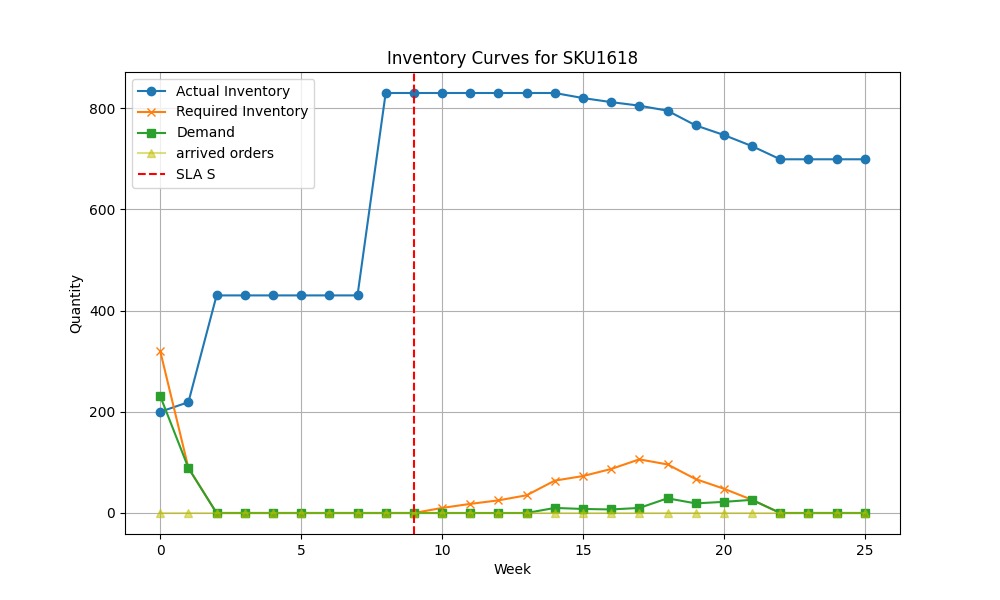 Inventory Curves for SKU1618
Actual Inventory
Required Inventory
Demand
arrived orders
SLA S
Quantity
800
600
400
200
0
0 5 10 15 20 25
Week